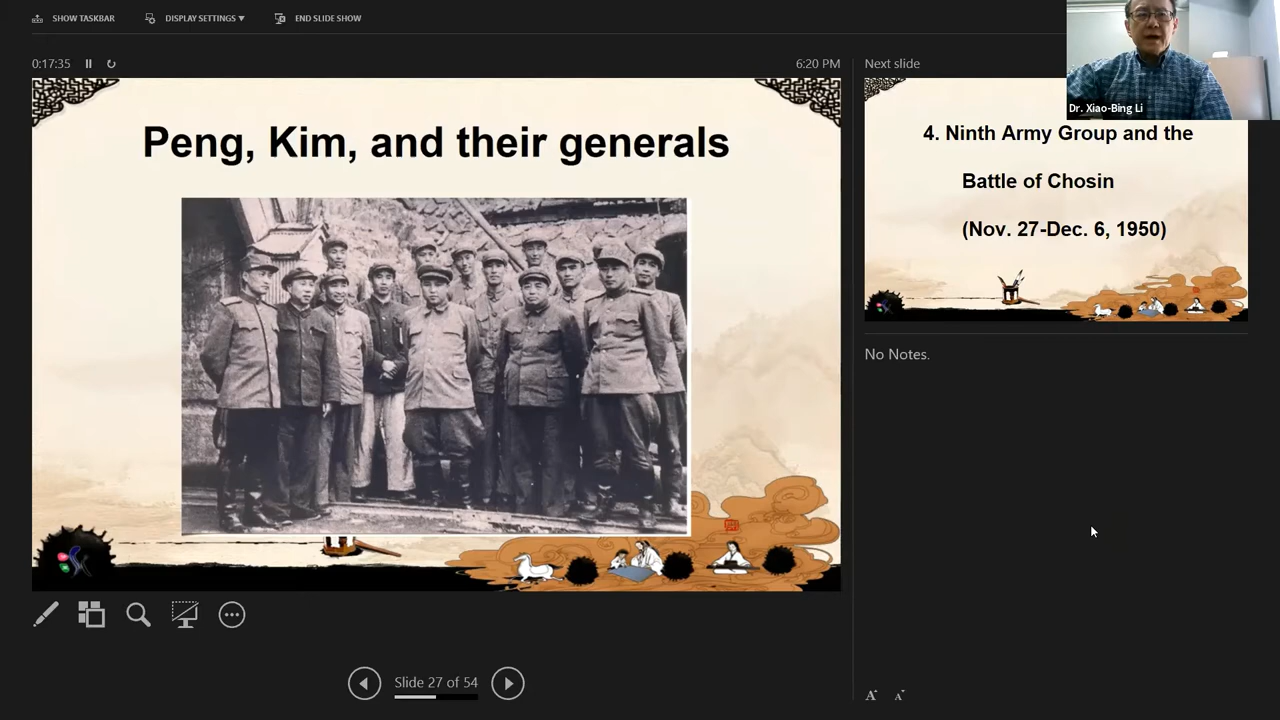 SHOW TASKBAR
DISPLAY SETTINGS ▼
END SLIDE SHOW
0:17:35
6:20 PM
Peng, Kim, and their generals
Slide 27 of 54
Next slide
Dr. Xiao-Bing Li
4. Ninth Army Group and the
Battle of Chosin
(Nov. 27-Dec. 6, 1950)
No Notes.
A A